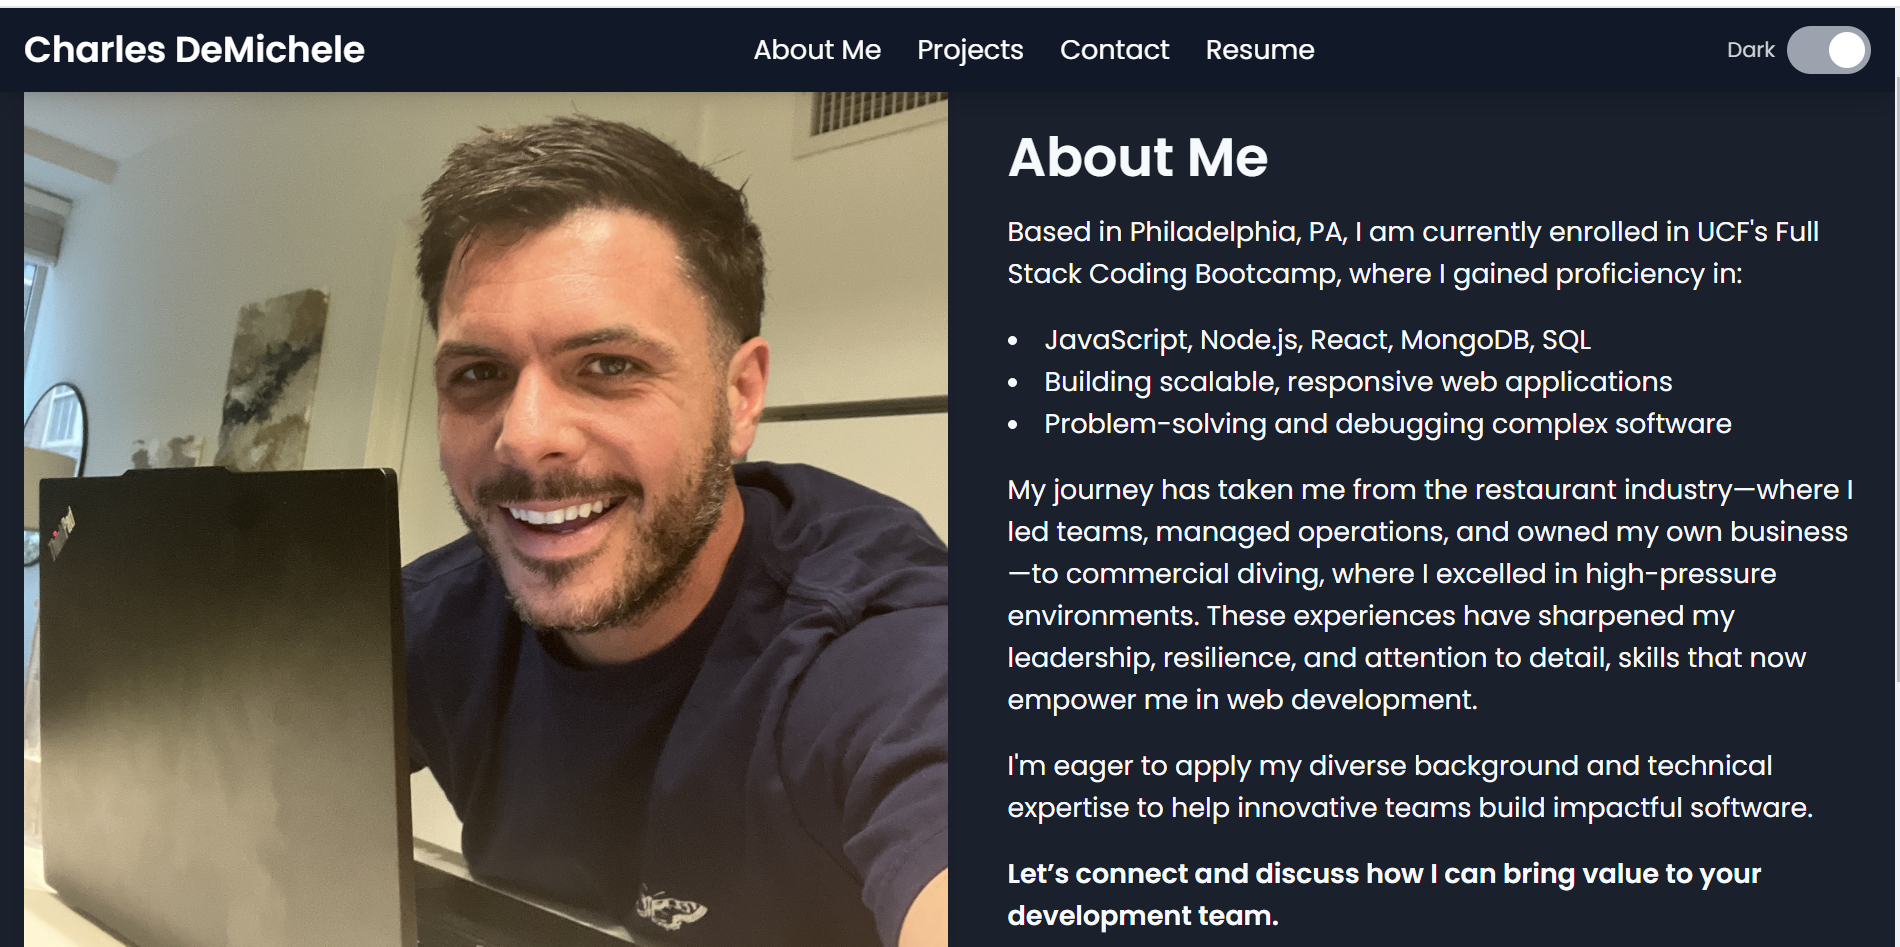 Charles DeMichele
About Me
Projects
Contact
Resume
Dark
About Me
Based in Philadelphia, PA, I am currently enrolled in UCF's Full
Stack Coding Bootcamp, where I gained proficiency in:
• JavaScript, Node.js, React, MongoDB, SQL
• Building scalable, responsive web applications
• Problem-solving and debugging complex software
My journey has taken me from the restaurant industry—where I
led teams, managed operations, and owned my own business
—to commercial diving, where I excelled in high-pressure
environments. These experiences have sharpened my
leadership, resilience, and attention to detail, skills that now
empower me in web development.
I'm eager to apply my diverse background and technical
expertise to help innovative teams build impactful software.
Let’s connect and discuss how I can bring value to your
development team.